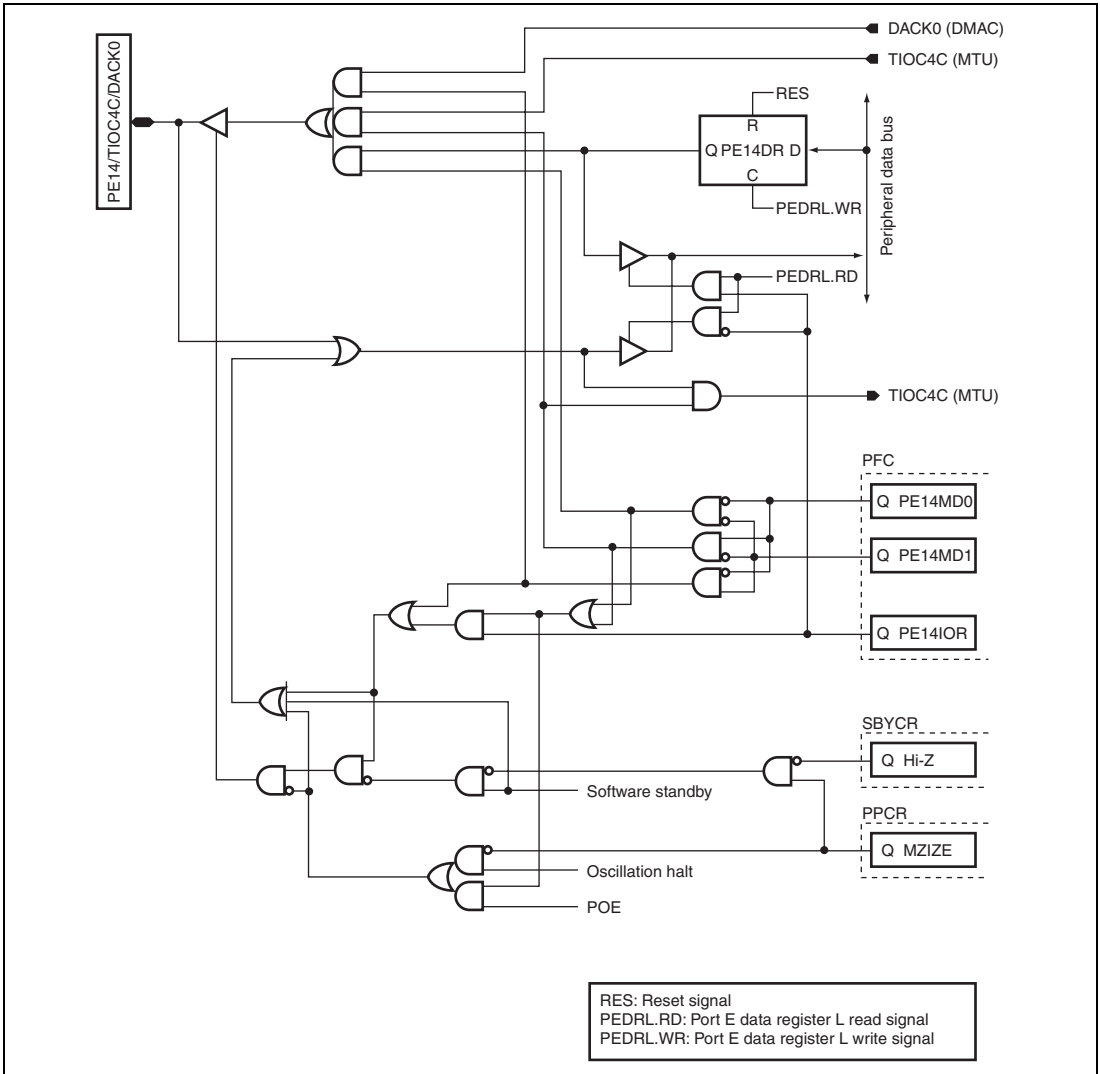 PE14/TIOC4C/DACK0
DACK0 (DMAC)
TIOC4C (MTU)
RES
R
Q PE14DR D
C
PEDRL.WR
Peripheral data bus
PEDRL.RD
TIOC4C (MTU)
PFC
Q PE14MD0
Q PE14MD1
Q PE14IOR
SBYCR
Q Hi-Z
Software standby
PPCR
Q MZIZE
Oscillation halt
POE
RES: Reset signal
PEDRL.RD: Port E data register L read signal
PEDRL.WR: Port E data register L write signal